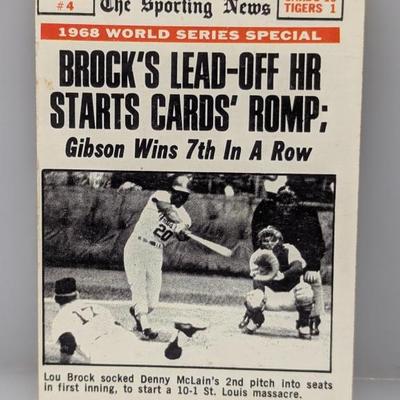 #4
The Sporting News
TIGERS 1
1968 WORLD SERIES SPECIAL
BROCK'S LEAD-OFF HR
STARTS CARDS' ROMP;
Gibson Wins 7th In A Row
20
17
Lou Brock socked Denny McLain's 2nd pitch into seats
in first inning, to start a 10-1 St. Louis massacre.